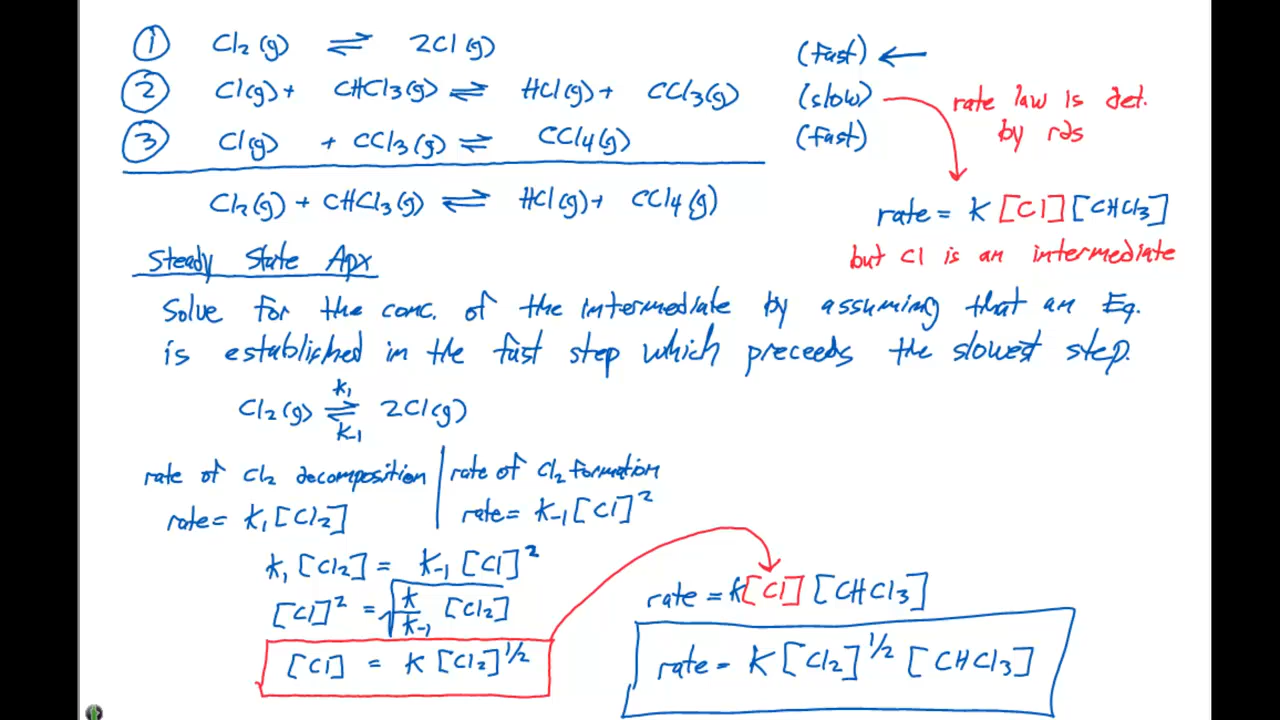 ① Cl₂(g) ⇌ 2Cl(g) (fast) ←
② Cl(g) + CHCl₃(g) ⇌ HCl(g) + CCl₃(g) (slow)
③ Cl(g) + CCl₃(g) ⇌ CCl₄(g) (fast)
Cl₂(g) + CHCl₃(g) ⇌ HCl(g) + CCl₄(g)
rate law is det.
by rds
rate = k [Cl][CHCl₃]
but Cl is an intermediate
Steady State Apx
Solve for the conc. of the intermediate by assuming that an Eq.
is established in the fast step which preceeds the slowest step.
k₁
Cl₂(g) ⇌ 2Cl(g)
k₋₁
rate of Cl₂ decomposition | rate of Cl₂ formation
rate = k₁[Cl₂] | rate = k₋₁[Cl]²
k₁[Cl₂] = k₋₁[Cl]²
[Cl]² = √(k/k₋₁ [Cl₂])
[Cl] = k [Cl₂]^1/2
rate = k[Cl][CHCl₃]
rate = k [Cl₂]^1/2 [CHCl₃]